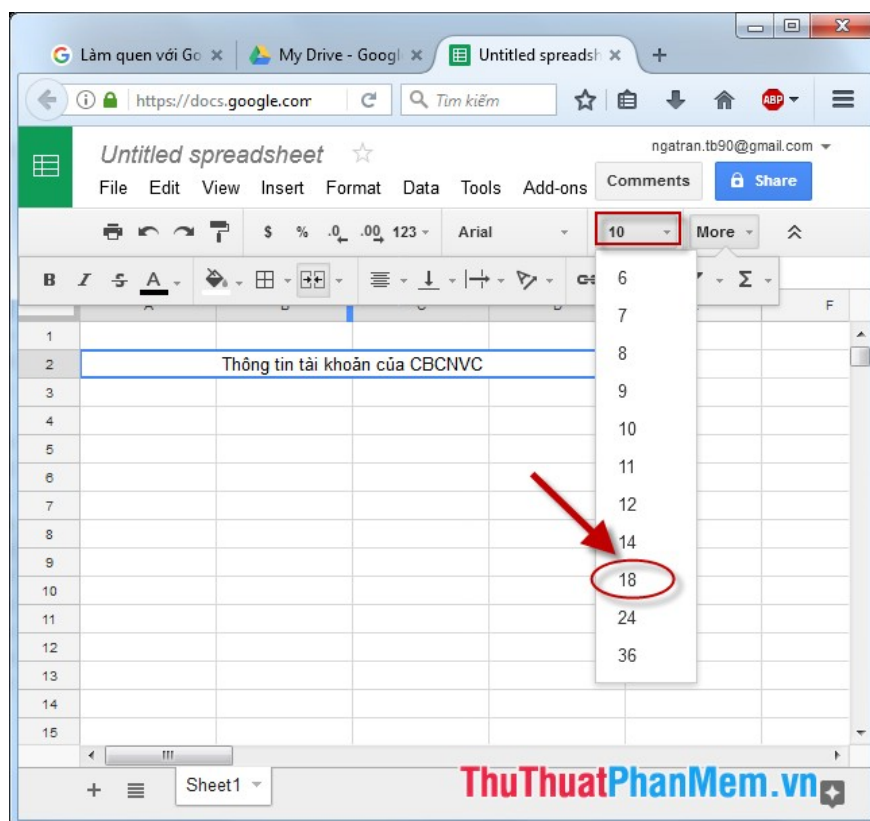 Làm quen với Go
My Drive - Googl
Untitled spreadsh
https://docs.google.com
Tìm kiếm
ABP
Untitled spreadsheet
ngatran.tb90@gmail.com
File Edit View Insert Format Data Tools Add-ons
Comments
Share
$ % .0 .00 123 Arial 10 More
B I S A Σ
F
1
2 Thông tin tài khoản của CBCNVC
3
4
5
6
7
8
9
10
11
12
13
14
15
6
7
8
9
10
11
12
14
18
24
36
Sheet1
ThuThuatPhanMem.vn